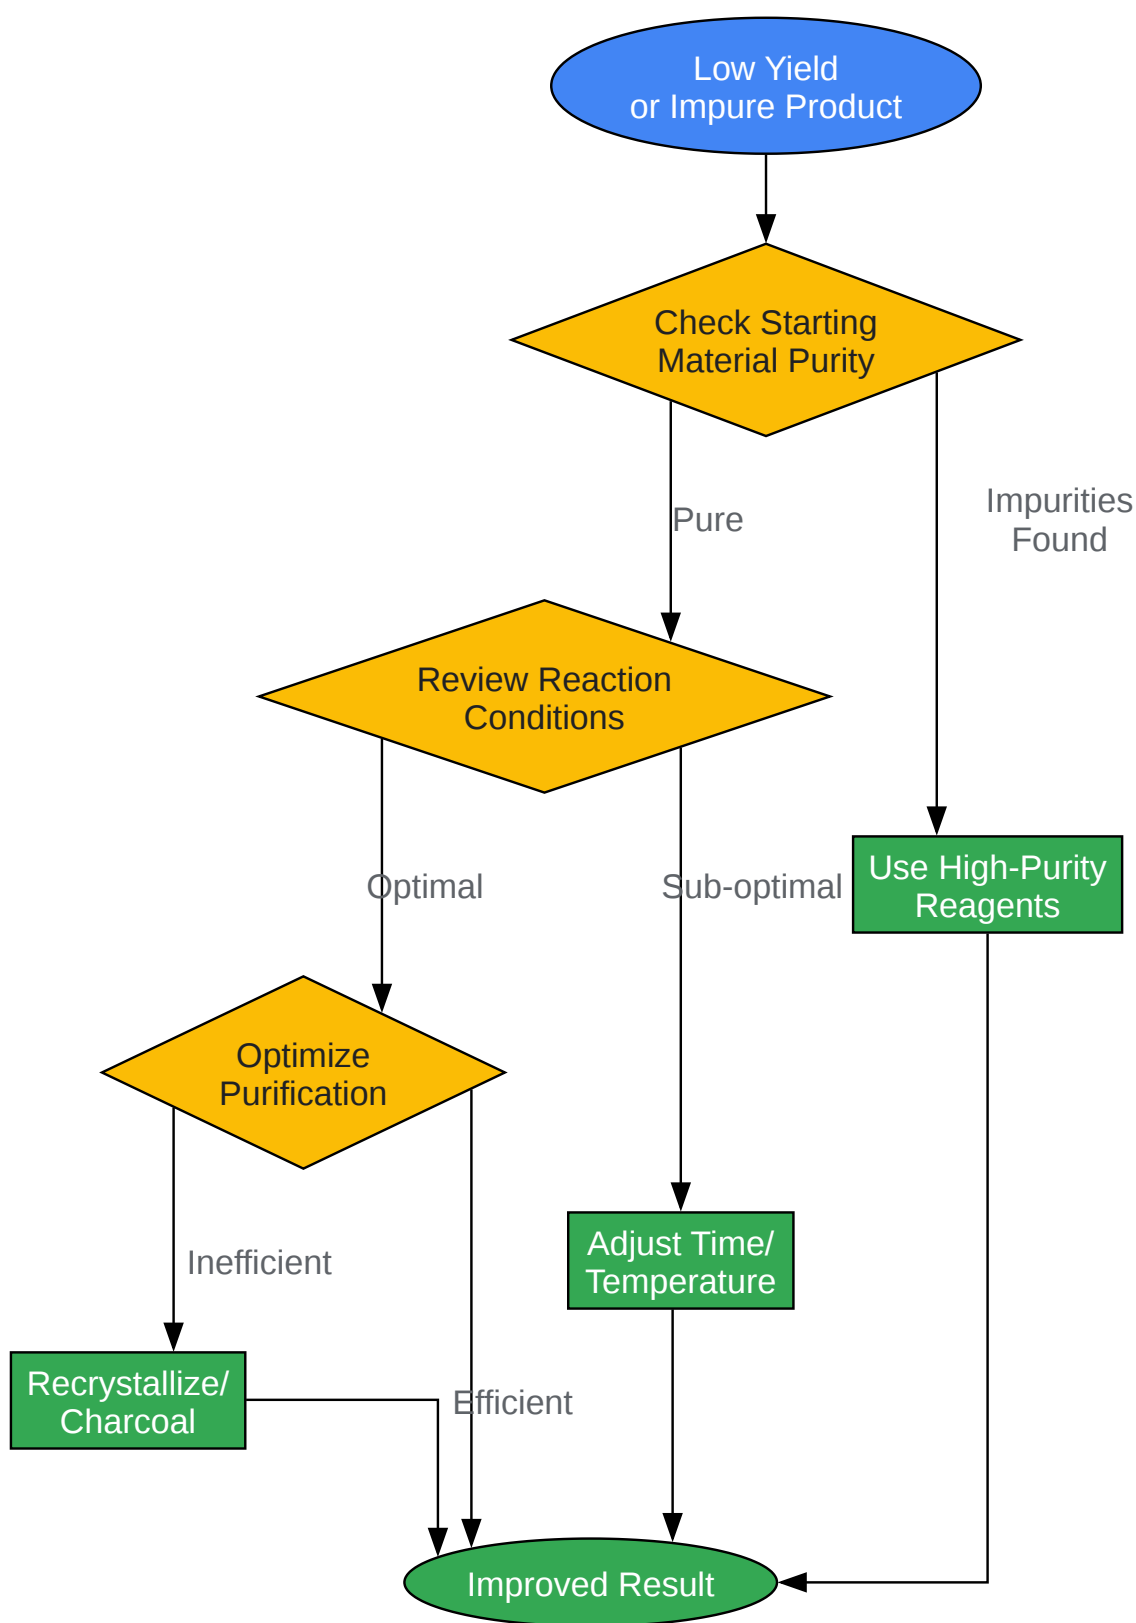 Low Yield
or Impure Product
Check Starting
Material Purity
Pure
Impurities
Found
Review Reaction
Conditions
Optimal
Sub-optimal
Use High-Purity
Reagents
Optimize
Purification
Inefficient
Adjust Time/
Temperature
Recrystallize/
Charcoal
Efficient
Improved Result